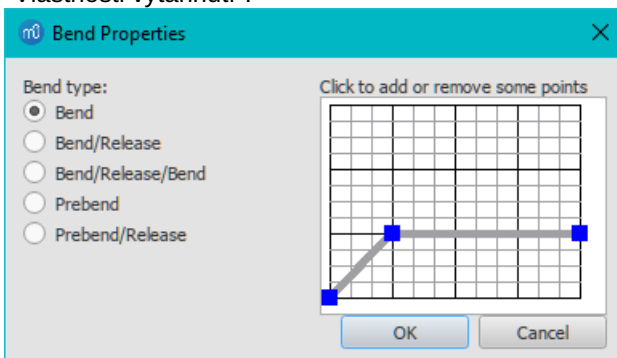 Bend Properties
Bend type:
Bend
Bend/Release
Bend/Release/Bend
Prebend
Prebend/Release
Click to add or remove some points
OK
Cancel